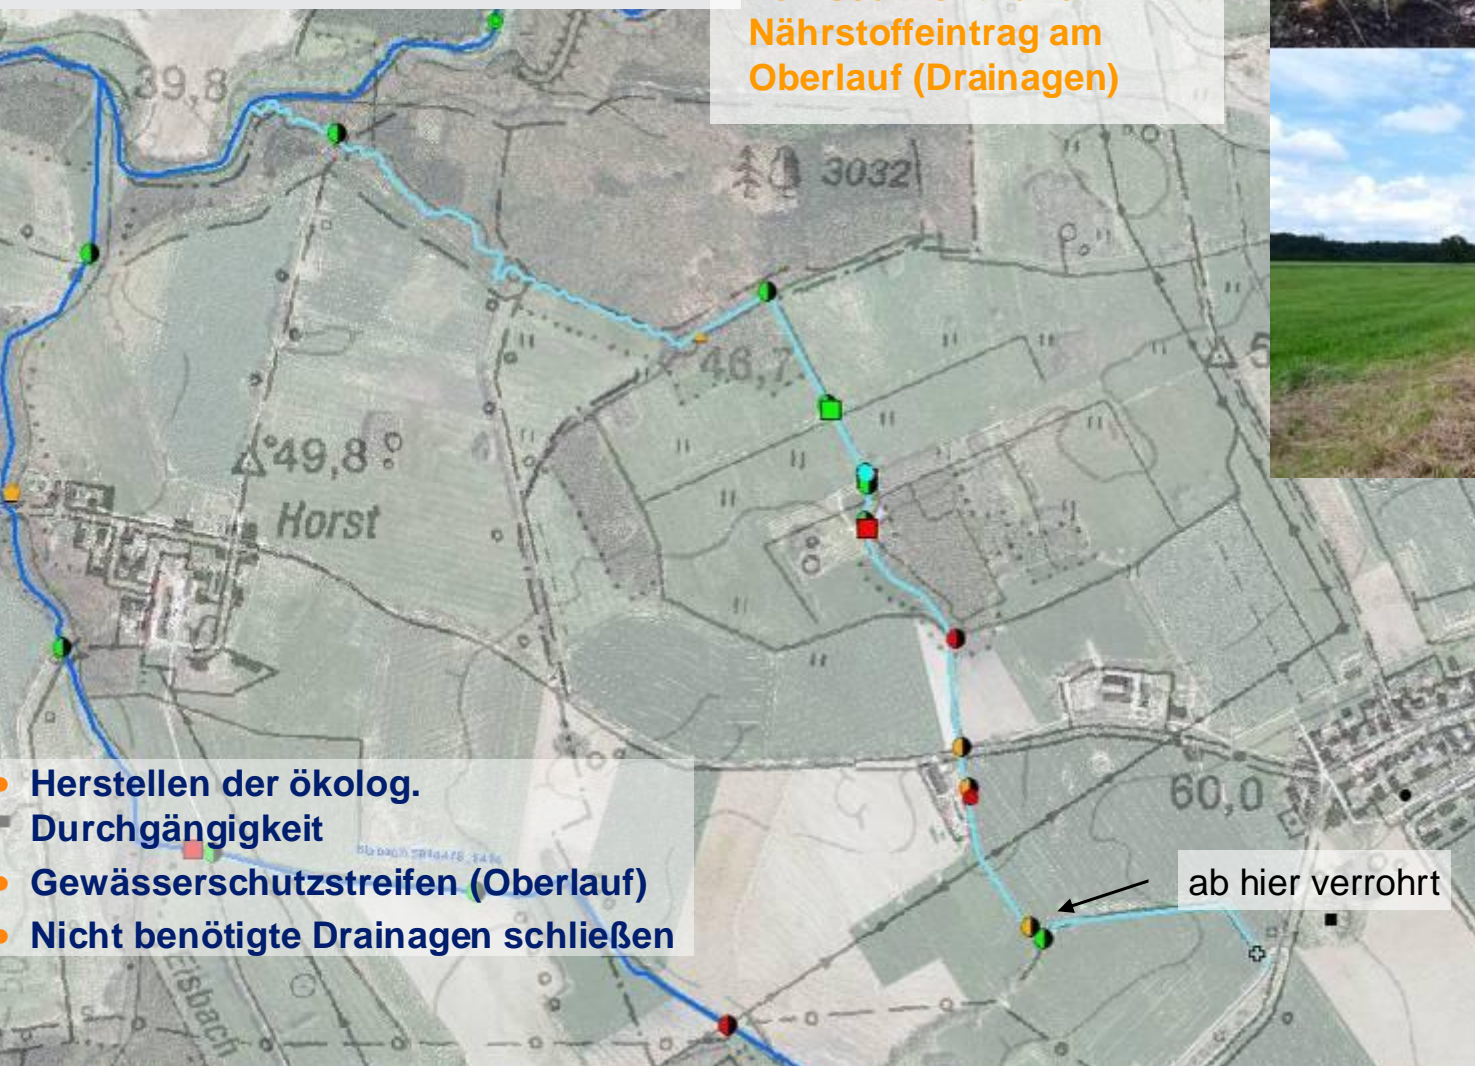 Nährstoffeintrag am
Oberlauf (Drainagen)
39,8
3032
46,7
49,8
Horst
60,0
5
Herstellen der ökolog.
Durchgängigkeit
Gewässerschutzstreifen (Oberlauf)
Nicht benötigte Drainagen schließen
ab hier verrohrt